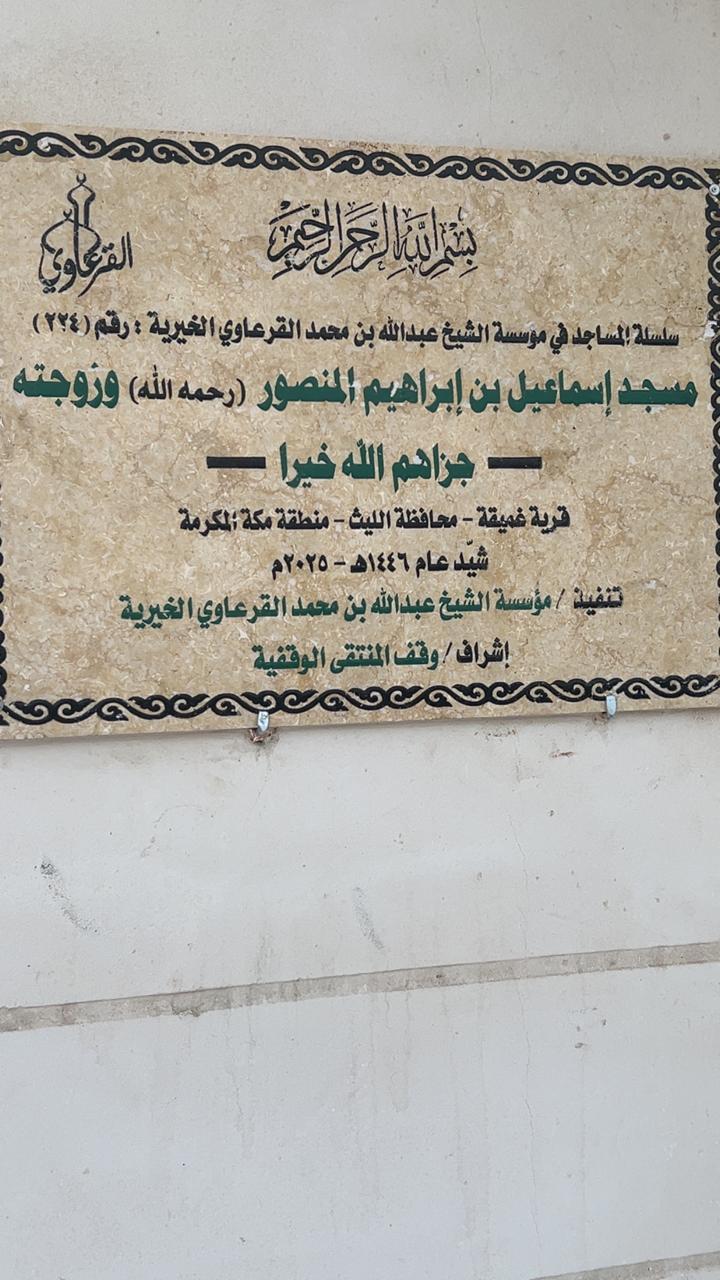 القرعاوي
بسم الله الرحمن الرحيم
سلسلة المساجد في مؤسسة الشيخ عبدالله بن محمد القرعاوي الخيرية : رقم (٢٢٤)
مسجد إسماعيل بن إبراهيم المنصور (رحمه الله) وزوجته
جزاهم الله خيرا
قرية غميقة - محافظة الليث - منطقة مكة المكرمة
شيّد عام ١٤٤٦هـ - ٢٠٢٥م
تنفيذ / مؤسسة الشيخ عبدالله بن محمد القرعاوي الخيرية
إشراف / وقف المنتقى الوقفية